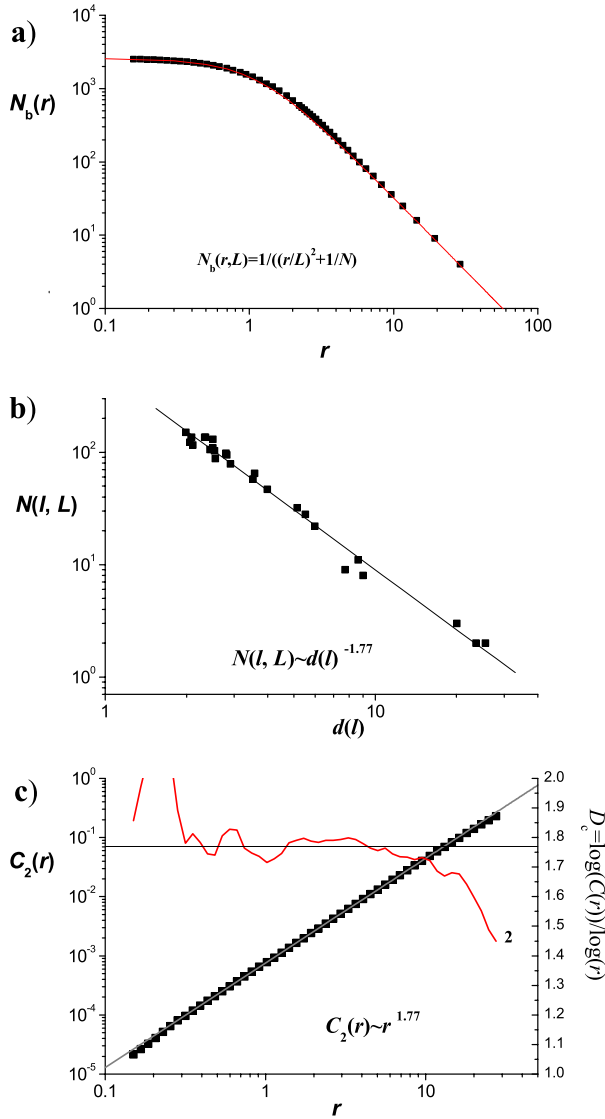 a)
10^4
10^3
10^2
10^1
10^0
N_b(r)
N_b(r,L)=1/((r/L)^2+1/N)
0.1 1 10 100
r
b)
10^2
10^1
10^0
N(l, L)
N(l, L)~d(l)^-1.77
1 10
d(l)
c)
10^0
10^-1
10^-2
10^-3
10^-4
10^-5
C_2(r)
2.0
1.9
1.8
1.7
1.6
1.5
1.4
1.3
1.2
1.1
1.0
D_c=log(C(r))/log(r)
2
C_2(r)~r^1.77
0.1 1 10
r